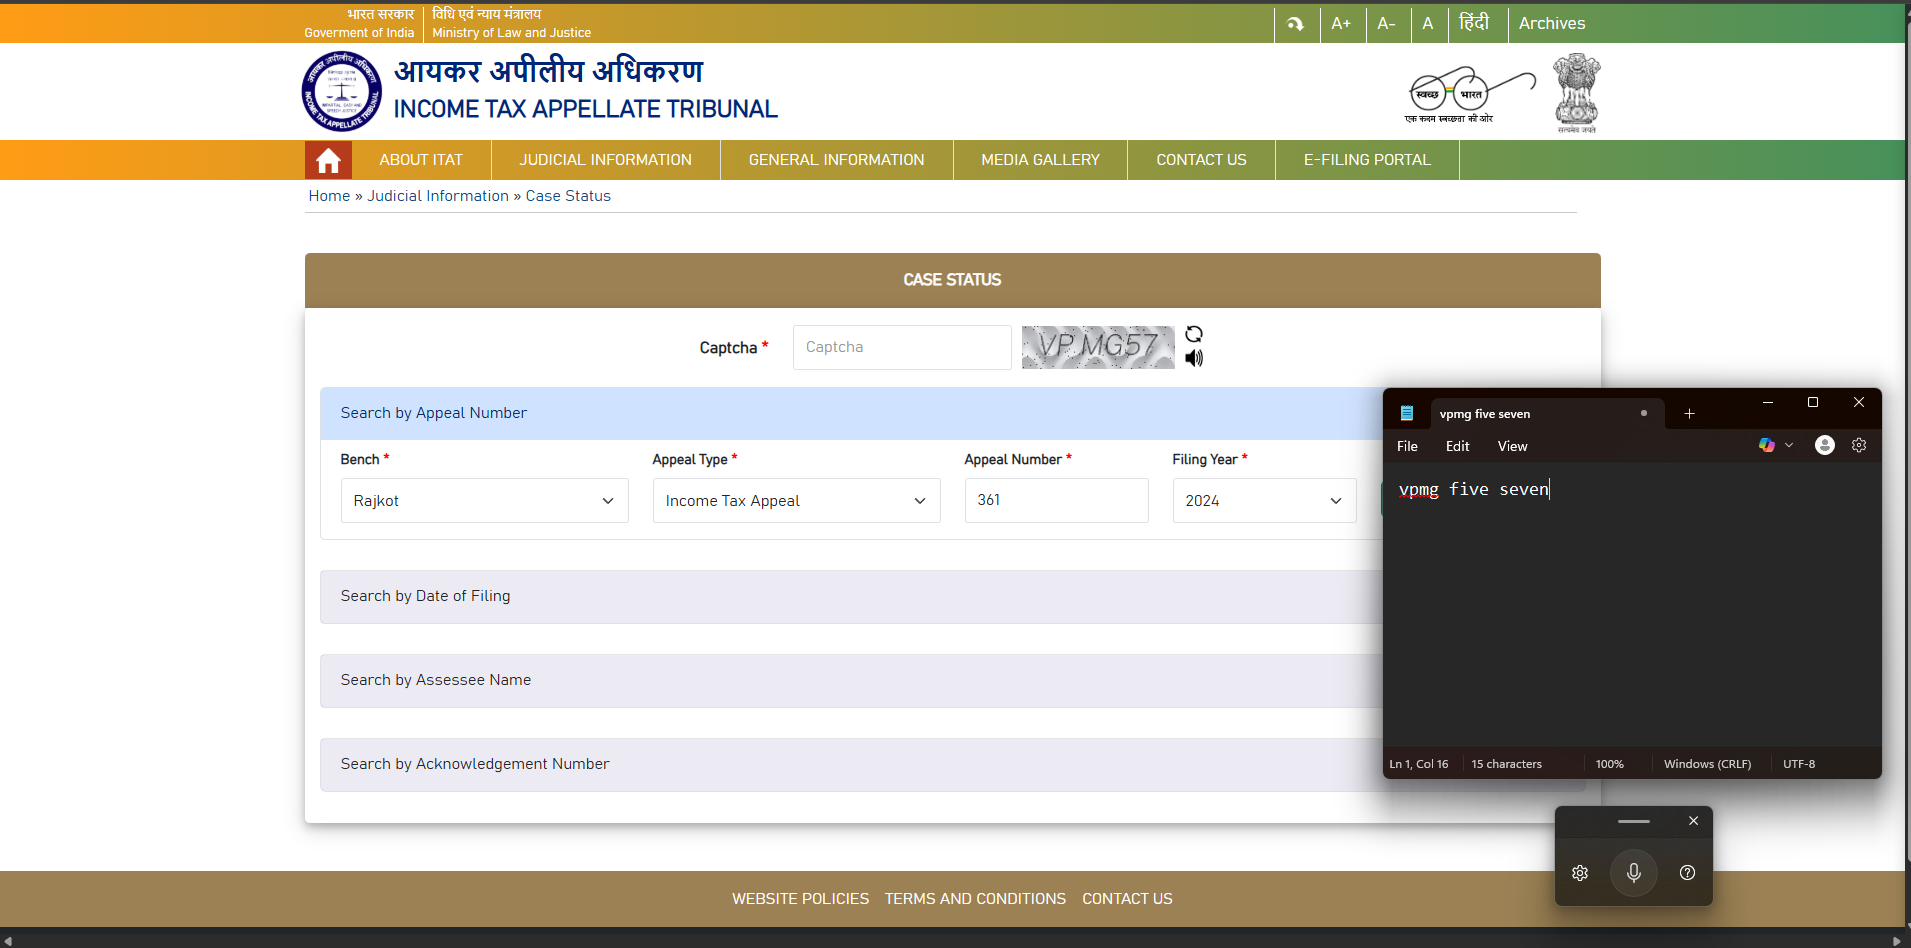 भारत सरकार
Goverment of India
विधि एवं न्याय मंत्रालय
Ministry of Law and Justice
A+ A- A हिंदी Archives
आयकर अपीलीय अधिकरण
INCOME TAX APPELLATE TRIBUNAL
स्वच्छ भारत
एक कदम स्वच्छता की ओर
सत्यमेव जयते
ABOUT ITAT JUDICIAL INFORMATION GENERAL INFORMATION MEDIA GALLERY CONTACT US E-FILING PORTAL
Home » Judicial Information » Case Status
CASE STATUS
Captcha * Captcha VPMG57
Search by Appeal Number
Bench * Appeal Type * Appeal Number * Filing Year *
Rajkot Income Tax Appeal 361 2024
Search by Date of Filing
Search by Assessee Name
Search by Acknowledgement Number
vpmg five seven
File Edit View
vpmg five seven
Ln 1, Col 16 15 characters 100% Windows (CRLF) UTF-8
WEBSITE POLICIES TERMS AND CONDITIONS CONTACT US